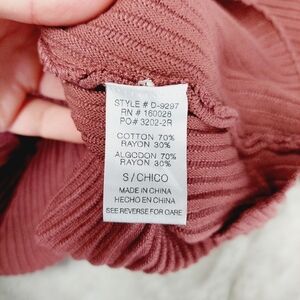 STYLE # D-9297
RN # 160028
PO# 3202-2R
COTTON 70%
RAYON 30%
ALGODON 70%
RAYON 30%
S / CHICO
MADE IN CHINA
HECHO EN CHINA
SEE REVERSE FOR CARE